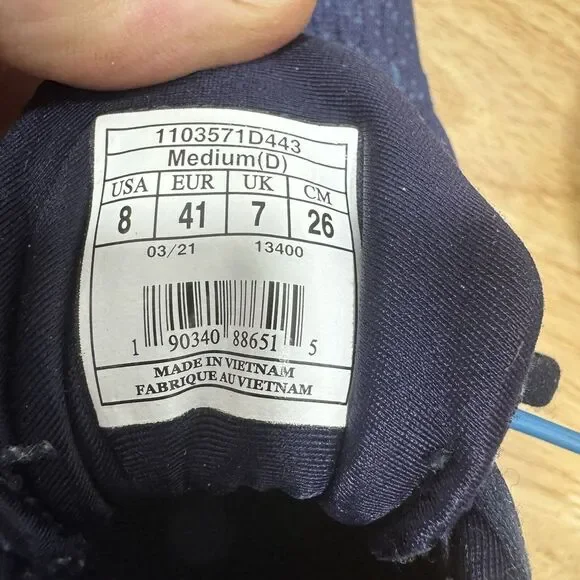 1103571D443
Medium(D)
USA EUR UK CM
8 41 7 26
03/21 13400
1 90340 88651 5
MADE IN VIETNAM
FABRIQUE AU VIETNAM